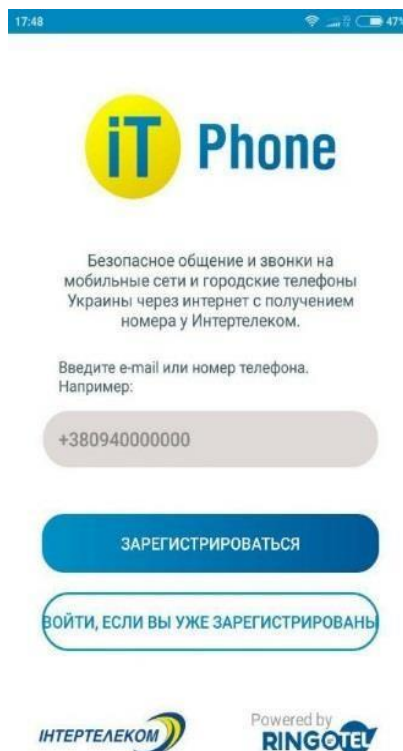 17:48
47%
iT Phone
Безопасное общение и звонки на
мобильные сети и городские телефоны
Украины через интернет с получением
номера у Интертелеком.
Введите e-mail или номер телефона.
Например:
+380940000000
ЗАРЕГИСТРИРОВАТЬСЯ
ВОЙТИ, ЕСЛИ ВЫ УЖЕ ЗАРЕГИСТРИРОВАНЫ
ІНТЕРТЕЛЕКОМ
Powered by
RINGOTEL